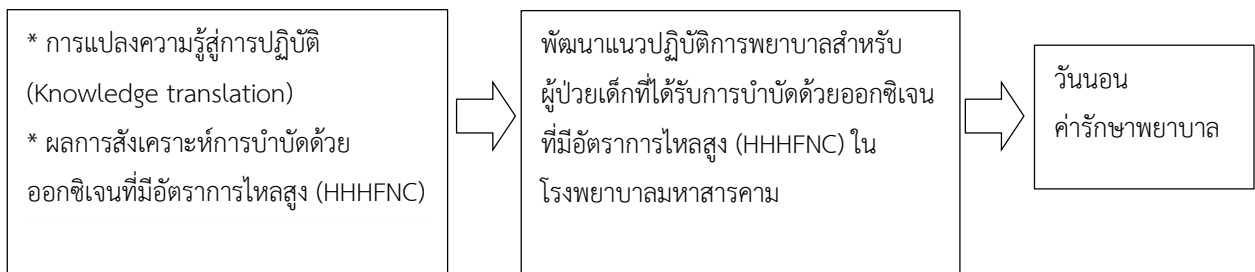 * การแปลงความรู้สู่การปฏิบัติ
(Knowledge translation)
* ผลการสังเคราะห์การบำบัดด้วย
ออกซิเจนที่มีอัตราการไหลสูง (HHHFNC)
พัฒนาแนวปฏิบัติการพยาบาลสำหรับ
ผู้ป่วยเด็กที่ได้รับการบำบัดด้วยออกซิเจน
ที่มีอัตราการไหลสูง (HHHFNC) ใน
โรงพยาบาลมหาสารคาม
วันนอน
ค่ารักษาพยาบาล